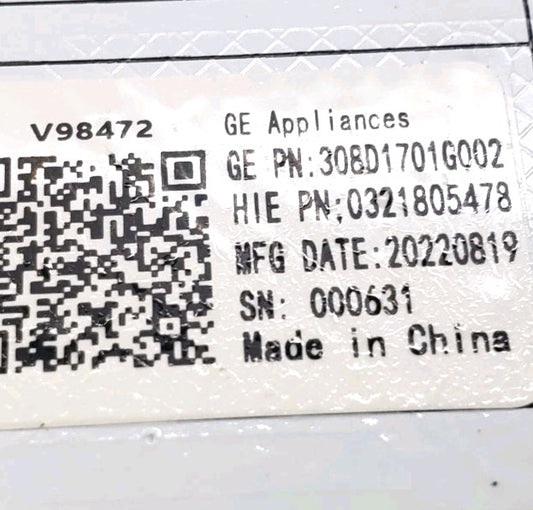 V98472
GE Appliances
GE PN:308D1701G002
HIE PN;0321805478
MFG DATE:20220819
SN: 000631
Made in China